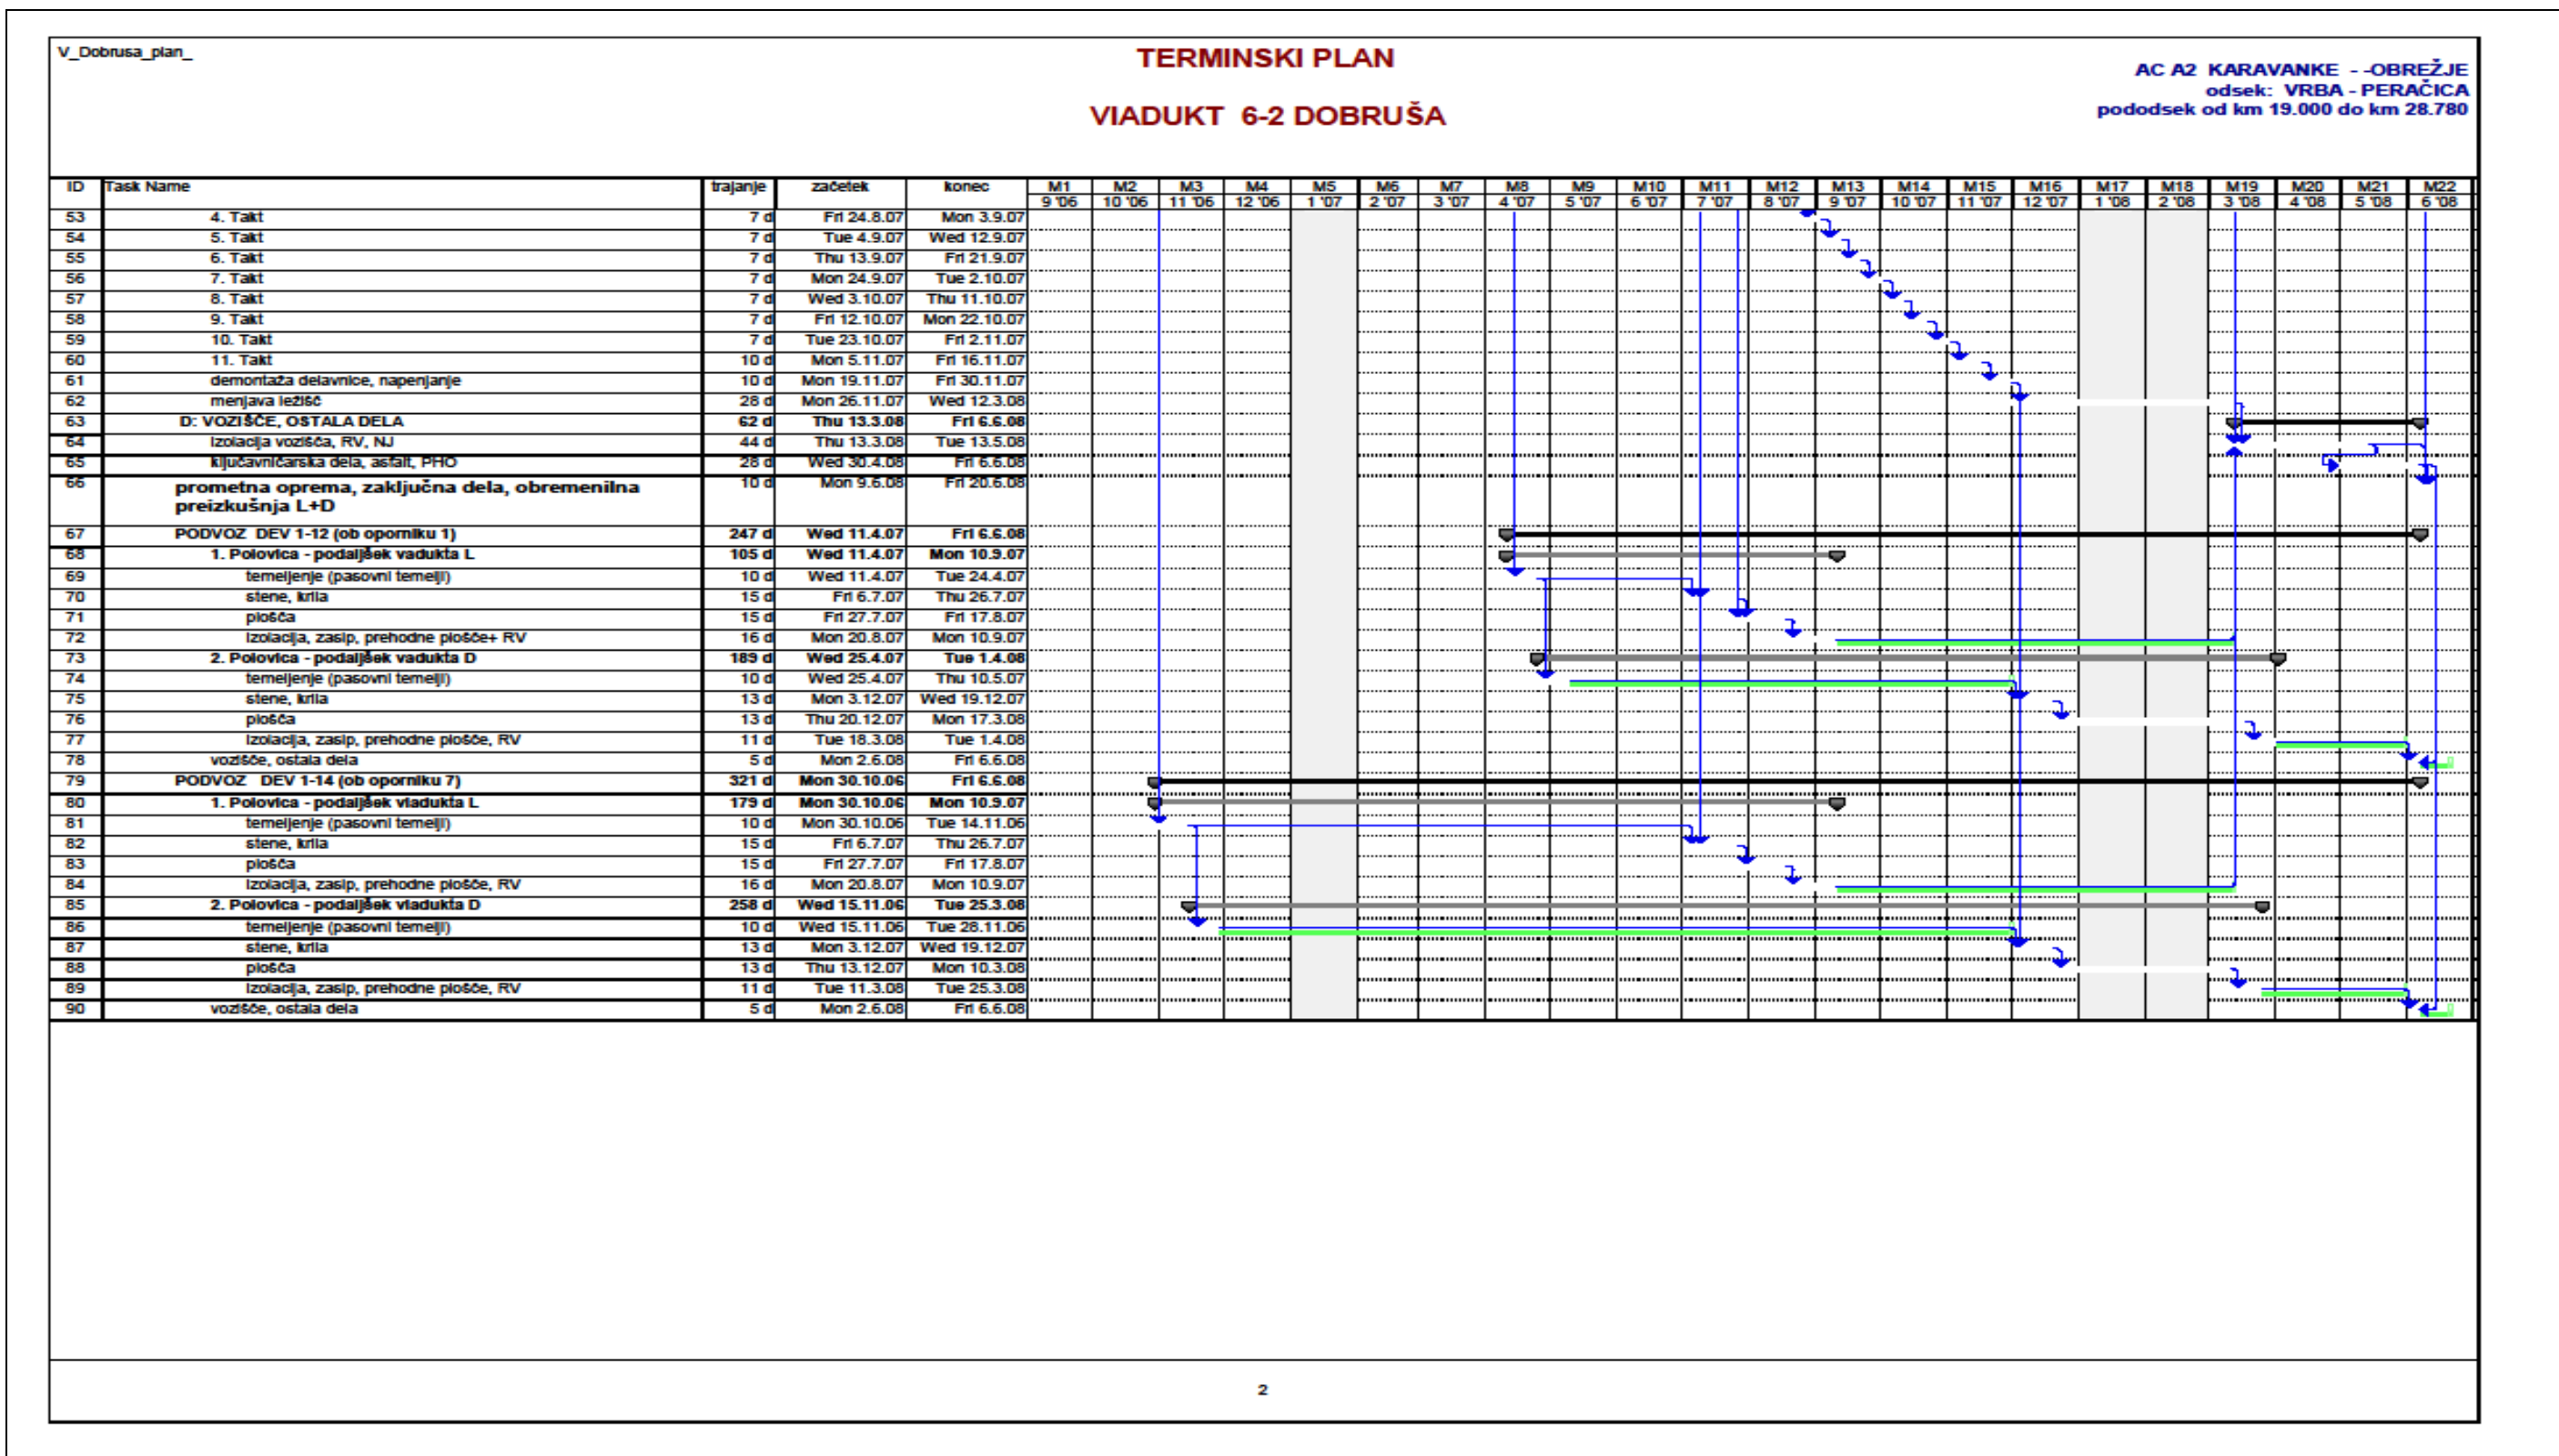 V_Dobrusa_plan_
TERMINSKI PLAN
VIADUKT 6-2 DOBRUŠA
AC A2 KARAVANKE - -OBREŽJE
odsek: VRBA - PERAČICA
pododsek od km 19.000 do km 28.780
ID Task Name trajanje začetek konec M1 M2 M3 M4 M5 M6 M7 M8 M9 M10 M11 M12 M13 M14 M15 M16 M17 M18 M19 M20 M21 M22
9 '06 10 '06 11 '06 12 '06 1 '07 2 '07 3 '07 4 '07 5 '07 6 '07 7 '07 8 '07 9 '07 10 '07 11 '07 12 '07 1 '08 2 '08 3 '08 4 '08 5 '08 6 '08
53 4. Takt 7 d Fri 24.8.07 Mon 3.9.07
54 5. Takt 7 d Tue 4.9.07 Wed 12.9.07
55 6. Takt 7 d Thu 13.9.07 Fri 21.9.07
56 7. Takt 7 d Mon 24.9.07 Tue 2.10.07
57 8. Takt 7 d Wed 3.10.07 Thu 11.10.07
58 9. Takt 7 d Fri 12.10.07 Mon 22.10.07
59 10. Takt 7 d Tue 23.10.07 Fri 2.11.07
60 11. Takt 10 d Mon 5.11.07 Fri 16.11.07
61 demontaža delavnice, napenjanje 10 d Mon 19.11.07 Fri 30.11.07
62 menjava ležišč 28 d Mon 26.11.07 Wed 12.3.08
63 D: VOZIŠČE, OSTALA DELA 62 d Thu 13.3.08 Fri 6.6.08
64 izolacija vozišča, RV, NJ 44 d Thu 13.3.08 Tue 13.5.08
65 ključavničarska dela, asfalt, PHO 28 d Wed 30.4.08 Fri 6.6.08
66 prometna oprema, zaključna dela, obremenilna 10 d Mon 9.6.08 Fri 20.6.08
preizkušnja L+D
67 PODVOZ DEV 1-12 (ob oporniku 1) 247 d Wed 11.4.07 Fri 6.6.08
68 1. Polovica - podaljšek vadukta L 105 d Wed 11.4.07 Mon 10.9.07
69 temeljenje (pasovni temelji) 10 d Wed 11.4.07 Tue 24.4.07
70 stene, krila 15 d Fri 6.7.07 Thu 26.7.07
71 plošča 15 d Fri 27.7.07 Fri 17.8.07
72 izolacija, zasip, prehodne plošče+ RV 16 d Mon 20.8.07 Mon 10.9.07
73 2. Polovica - podaljšek vadukta D 189 d Wed 25.4.07 Tue 1.4.08
74 temeljenje (pasovni temelji) 10 d Wed 25.4.07 Thu 10.5.07
75 stene, krila 13 d Mon 3.12.07 Wed 19.12.07
76 plošča 13 d Thu 20.12.07 Mon 17.3.08
77 izolacija, zasip, prehodne plošče, RV 11 d Tue 18.3.08 Tue 1.4.08
78 vozišče, ostala dela 5 d Mon 2.6.08 Fri 6.6.08
79 PODVOZ DEV 1-14 (ob oporniku 7) 321 d Mon 30.10.06 Fri 6.6.08
80 1. Polovica - podaljšek viadukta L 179 d Mon 30.10.06 Mon 10.9.07
81 temeljenje (pasovni temelji) 10 d Mon 30.10.06 Tue 14.11.06
82 stene, krila 15 d Fri 6.7.07 Thu 26.7.07
83 plošča 15 d Fri 27.7.07 Fri 17.8.07
84 izolacija, zasip, prehodne plošče, RV 16 d Mon 20.8.07 Mon 10.9.07
85 2. Polovica - podaljšek viadukta D 258 d Wed 15.11.06 Tue 25.3.08
86 temeljenje (pasovni temelji) 10 d Wed 15.11.06 Tue 28.11.06
87 stene, krila 13 d Mon 3.12.07 Wed 19.12.07
88 plošča 13 d Thu 13.12.07 Mon 10.3.08
89 izolacija, zasip, prehodne plošče, RV 11 d Tue 11.3.08 Tue 25.3.08
90 vozišče, ostala dela 5 d Mon 2.6.08 Fri 6.6.08
2